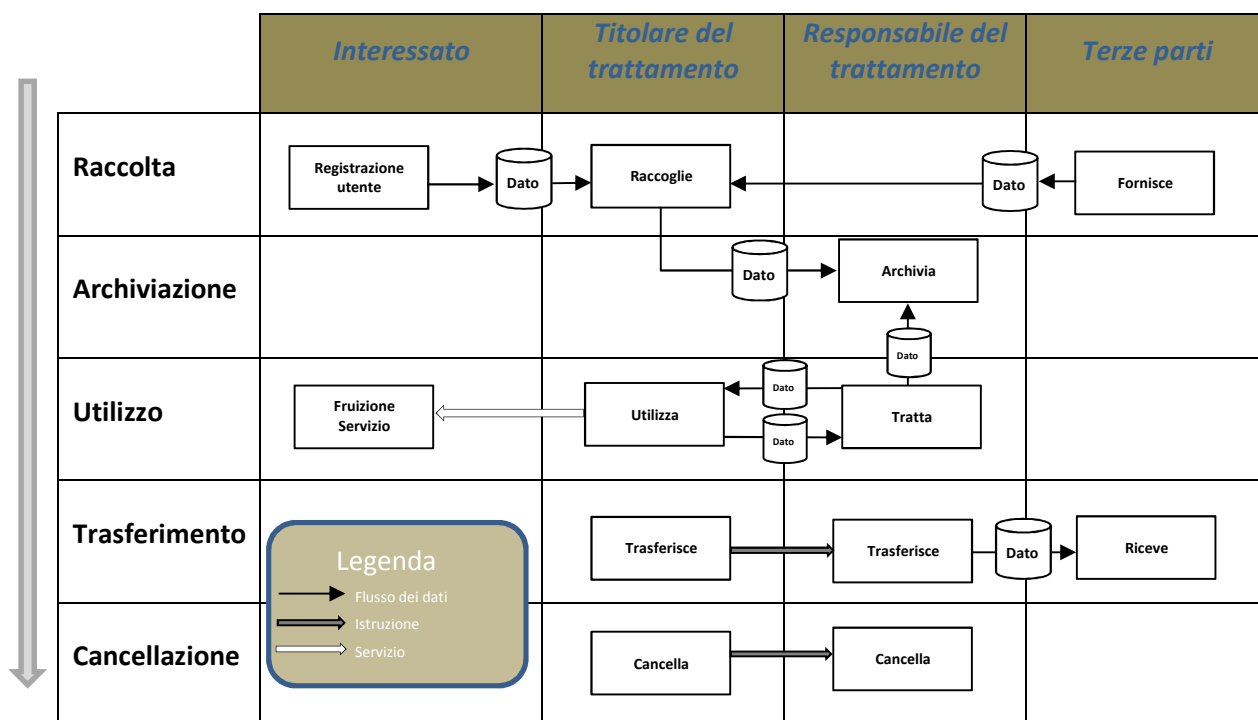 Interessato
Titolare del
trattamento
Responsabile del
trattamento
Terze parti
Raccolta
Registrazione
utente
Dato
Raccoglie
Dato
Fornisce
Archiviazione
Dato
Archivia
Dato
Utilizzo
Fruizione
Servizio
Utilizza
Dato
Dato
Tratta
Trasferimento
Trasferisce
Trasferisce
Dato
Riceve
Legenda
Flusso dei dati
Istruzione
Servizio
Cancellazione
Cancella
Cancella